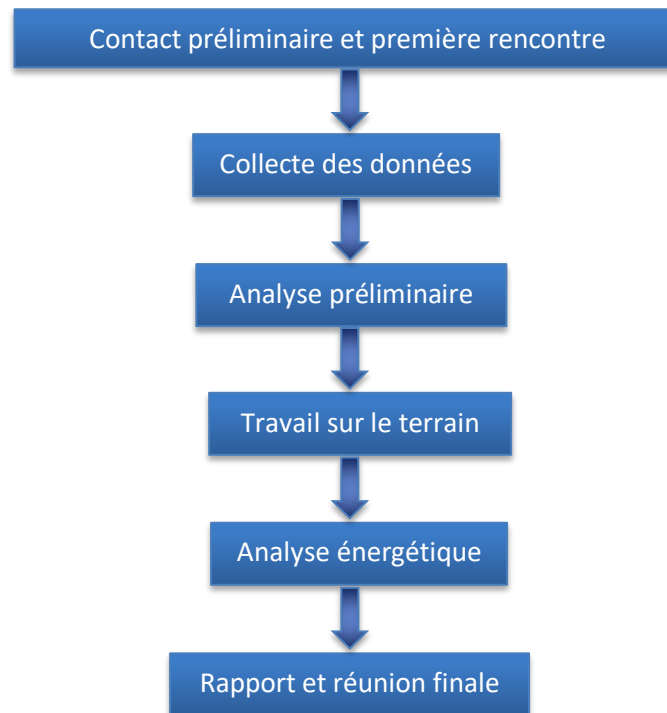 Contact préliminaire et première rencontre
Collecte des données
Analyse préliminaire
Travail sur le terrain
Analyse énergétique
Rapport et réunion finale